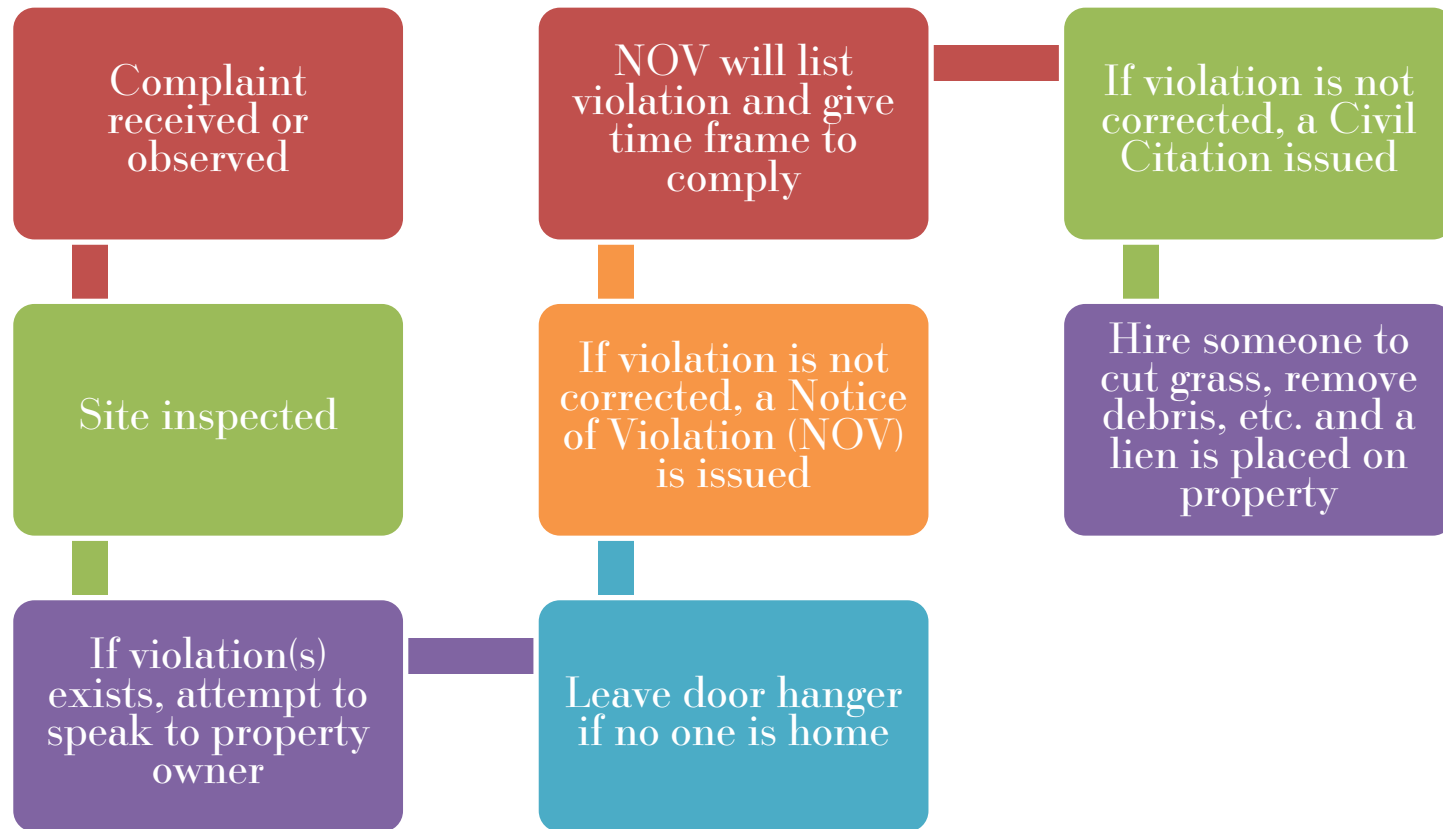 Complaint
received or
observed
Site inspected
If violation(s)
exists, attempt to
speak to property
owner
Leave door hanger
if no one is home
If violation is not
corrected, a Notice
of Violation (NOV)
is issued
NOV will list
violation and give
time frame to
comply
If violation is not
corrected, a Civil
Citation issued
Hire someone to
cut grass, remove
debris, etc. and a
lien is placed on
property